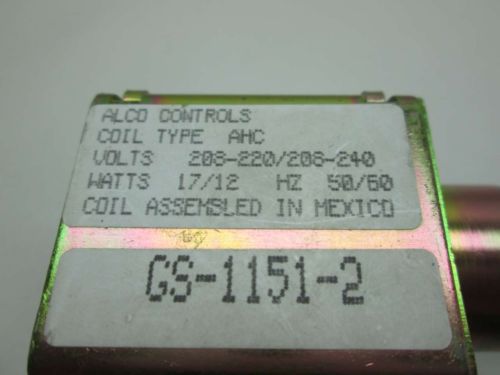 ALCO CONTROLS
COIL TYPE AHC
VOLTS 208-220/208-240
WATTS 17/12 HZ 50/60
COIL ASSEMBLED IN MEXICO
GS-1151-2